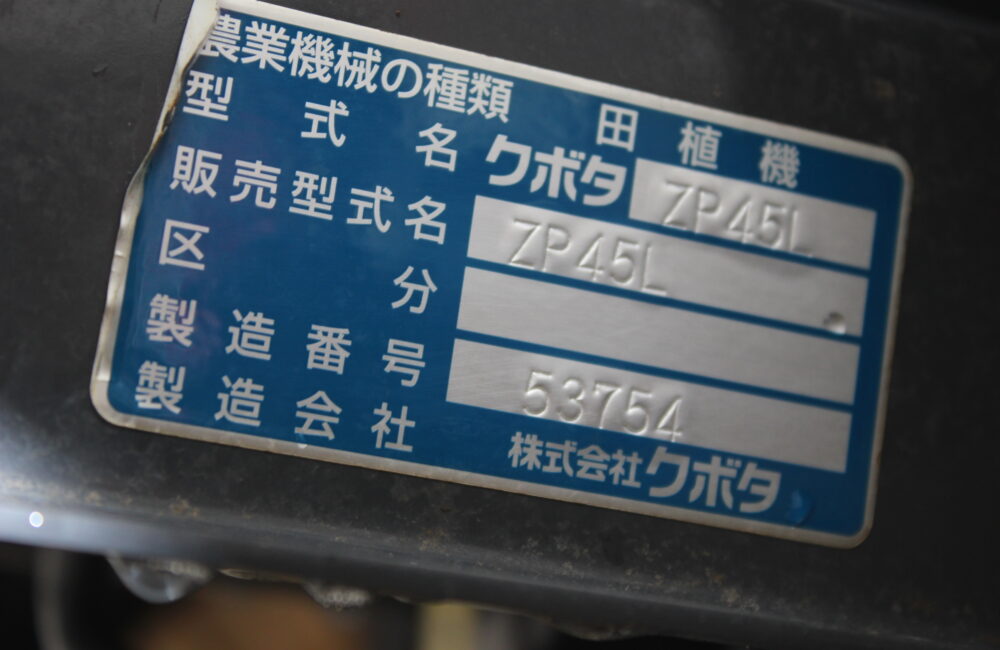 農業機械の種類 田植機
型式名 クボタ ZP45L
販売型式名 ZP45L
区分
製造番号 53754
製造会社 株式会社クボタ